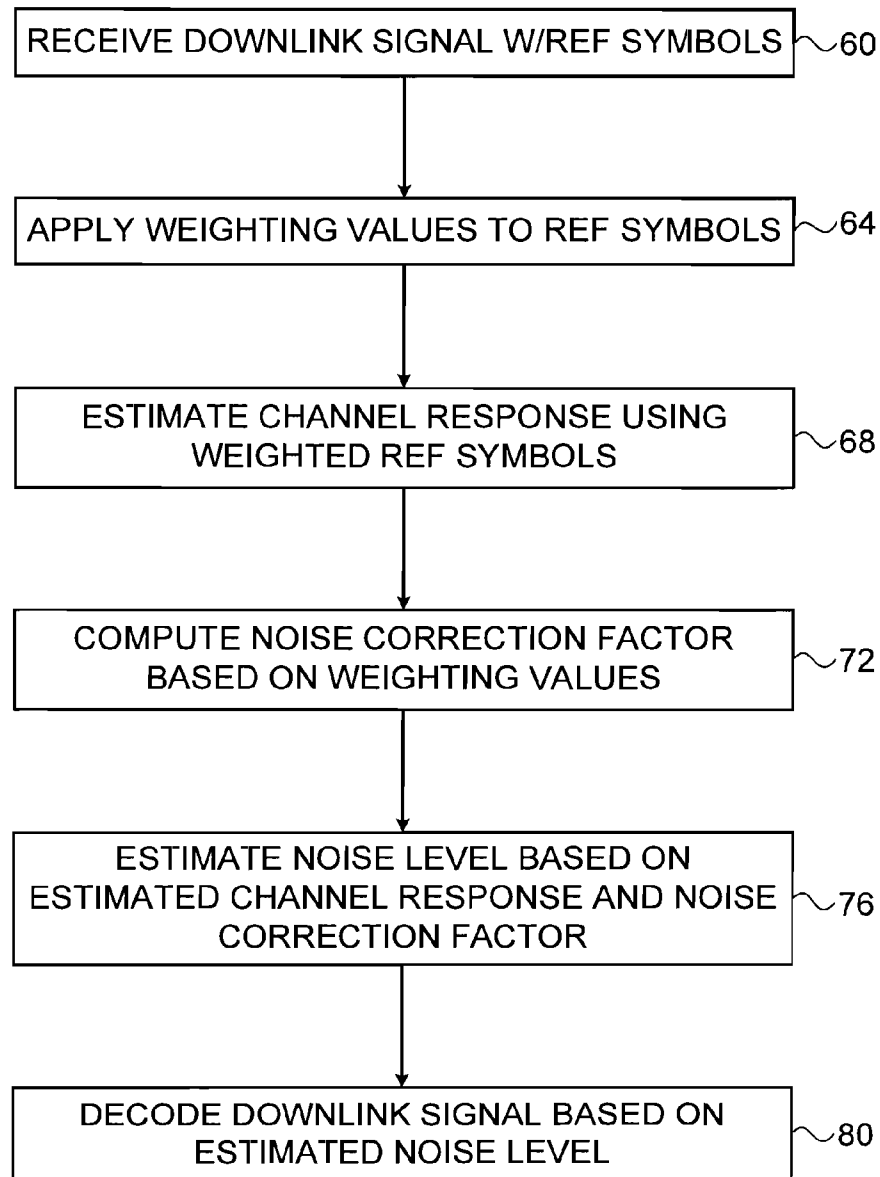 RECEIVE DOWNLINK SIGNAL W/REF SYMBOLS 60
APPLY WEIGHTING VALUES TO REF SYMBOLS 64
ESTIMATE CHANNEL RESPONSE USING
WEIGHTED REF SYMBOLS
68
COMPUTE NOISE CORRECTION FACTOR
BASED ON WEIGHTING VALUES
72
ESTIMATE NOISE LEVEL BASED ON
ESTIMATED CHANNEL RESPONSE AND NOISE
CORRECTION FACTOR
76
DECODE DOWNLINK SIGNAL BASED ON
ESTIMATED NOISE LEVEL
80